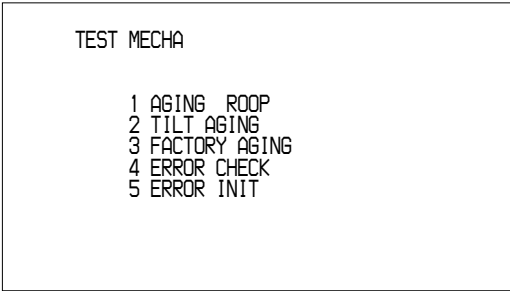 TEST MECHA
1 AGING ROOP
2 TILT AGING
3 FACTORY AGING
4 ERROR CHECK
5 ERROR INIT